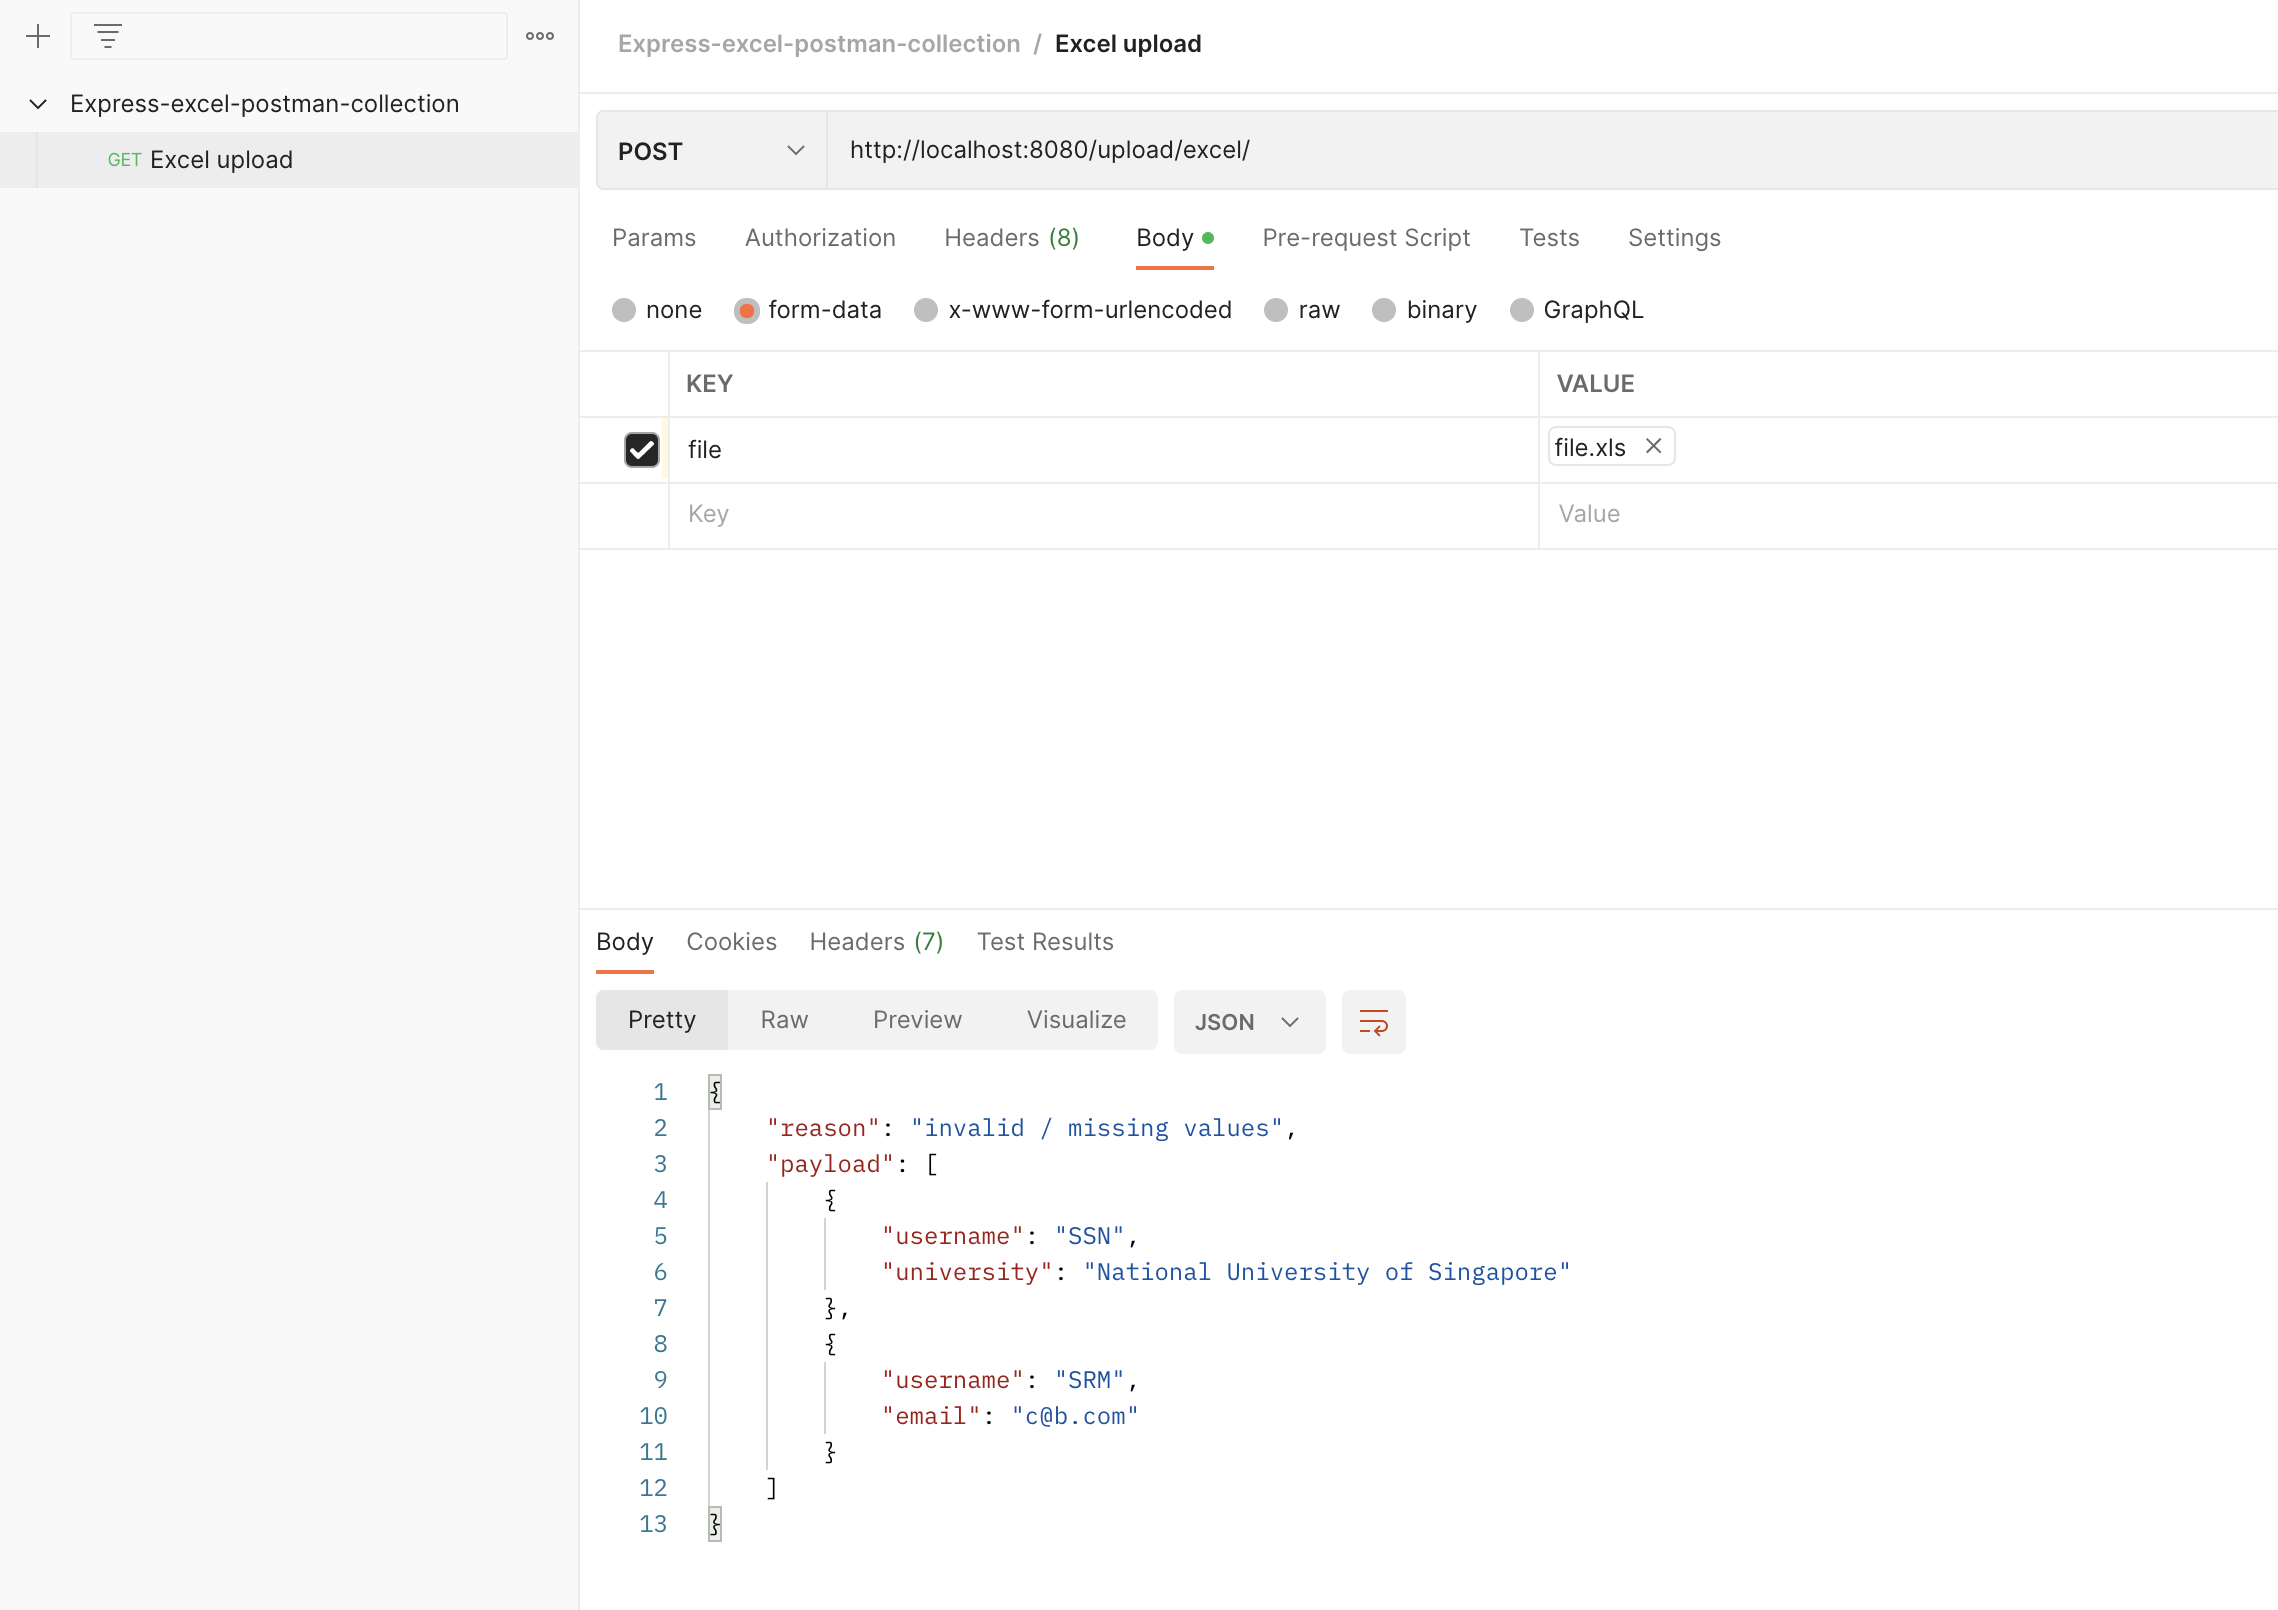 Express-excel-postman-collection
GET Excel upload
Express-excel-postman-collection / Excel upload
POST http://localhost:8080/upload/excel/
Params Authorization Headers (8) Body Pre-request Script Tests Settings
none form-data x-www-form-urlencoded raw binary GraphQL
KEY VALUE
file file.xls
Key Value
Body Cookies Headers (7) Test Results
Pretty Raw Preview Visualize JSON
1 {
2 "reason": "invalid / missing values",
3 "payload": [
4 {
5 "username": "SSN",
6 "university": "National University of Singapore"
7 },
8 {
9 "username": "SRM",
10 "email": "c@b.com"
11 }
12 ]
13 }